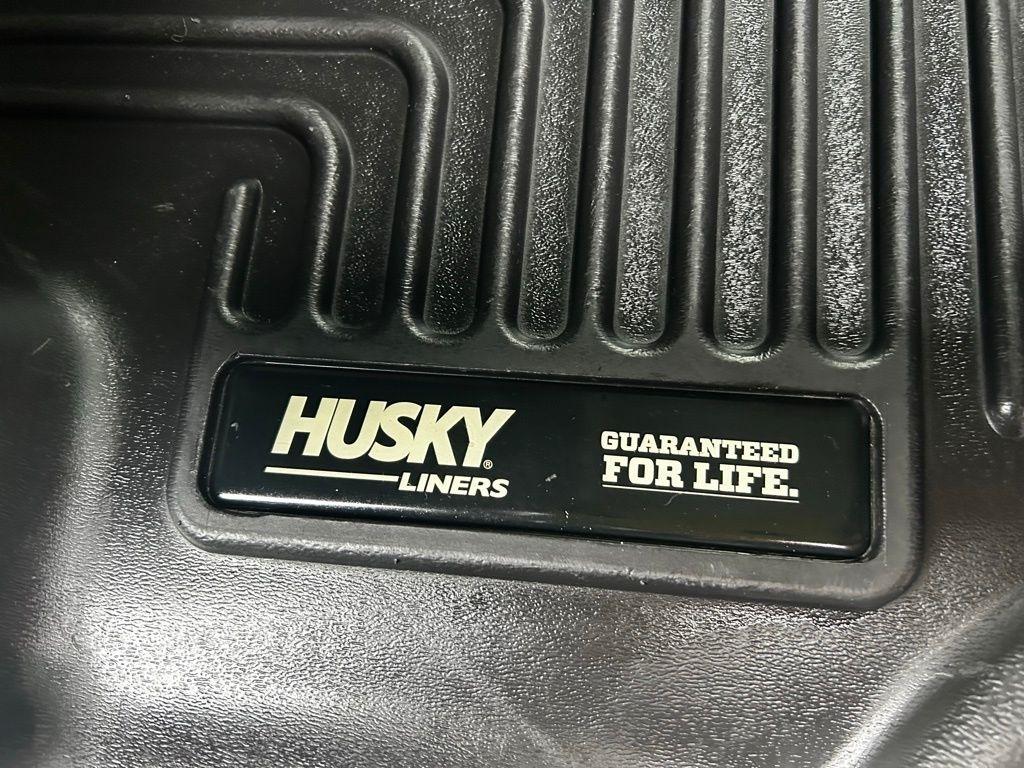 HUSKY®
LINERS
GUARANTEED
FOR LIFE.